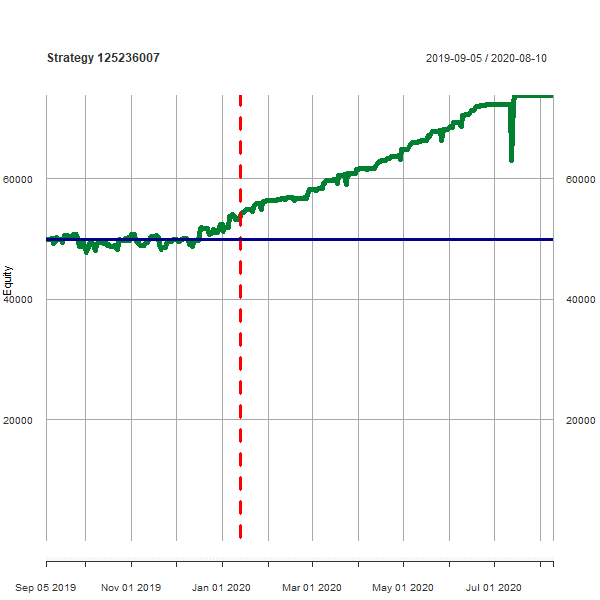 Strategy 125236007
2019-09-05 / 2020-08-10
60000
60000
Equity
40000
40000
20000
20000
Sep 05 2019
Nov 01 2019
Jan 01 2020
Mar 01 2020
May 01 2020
Jul 01 2020